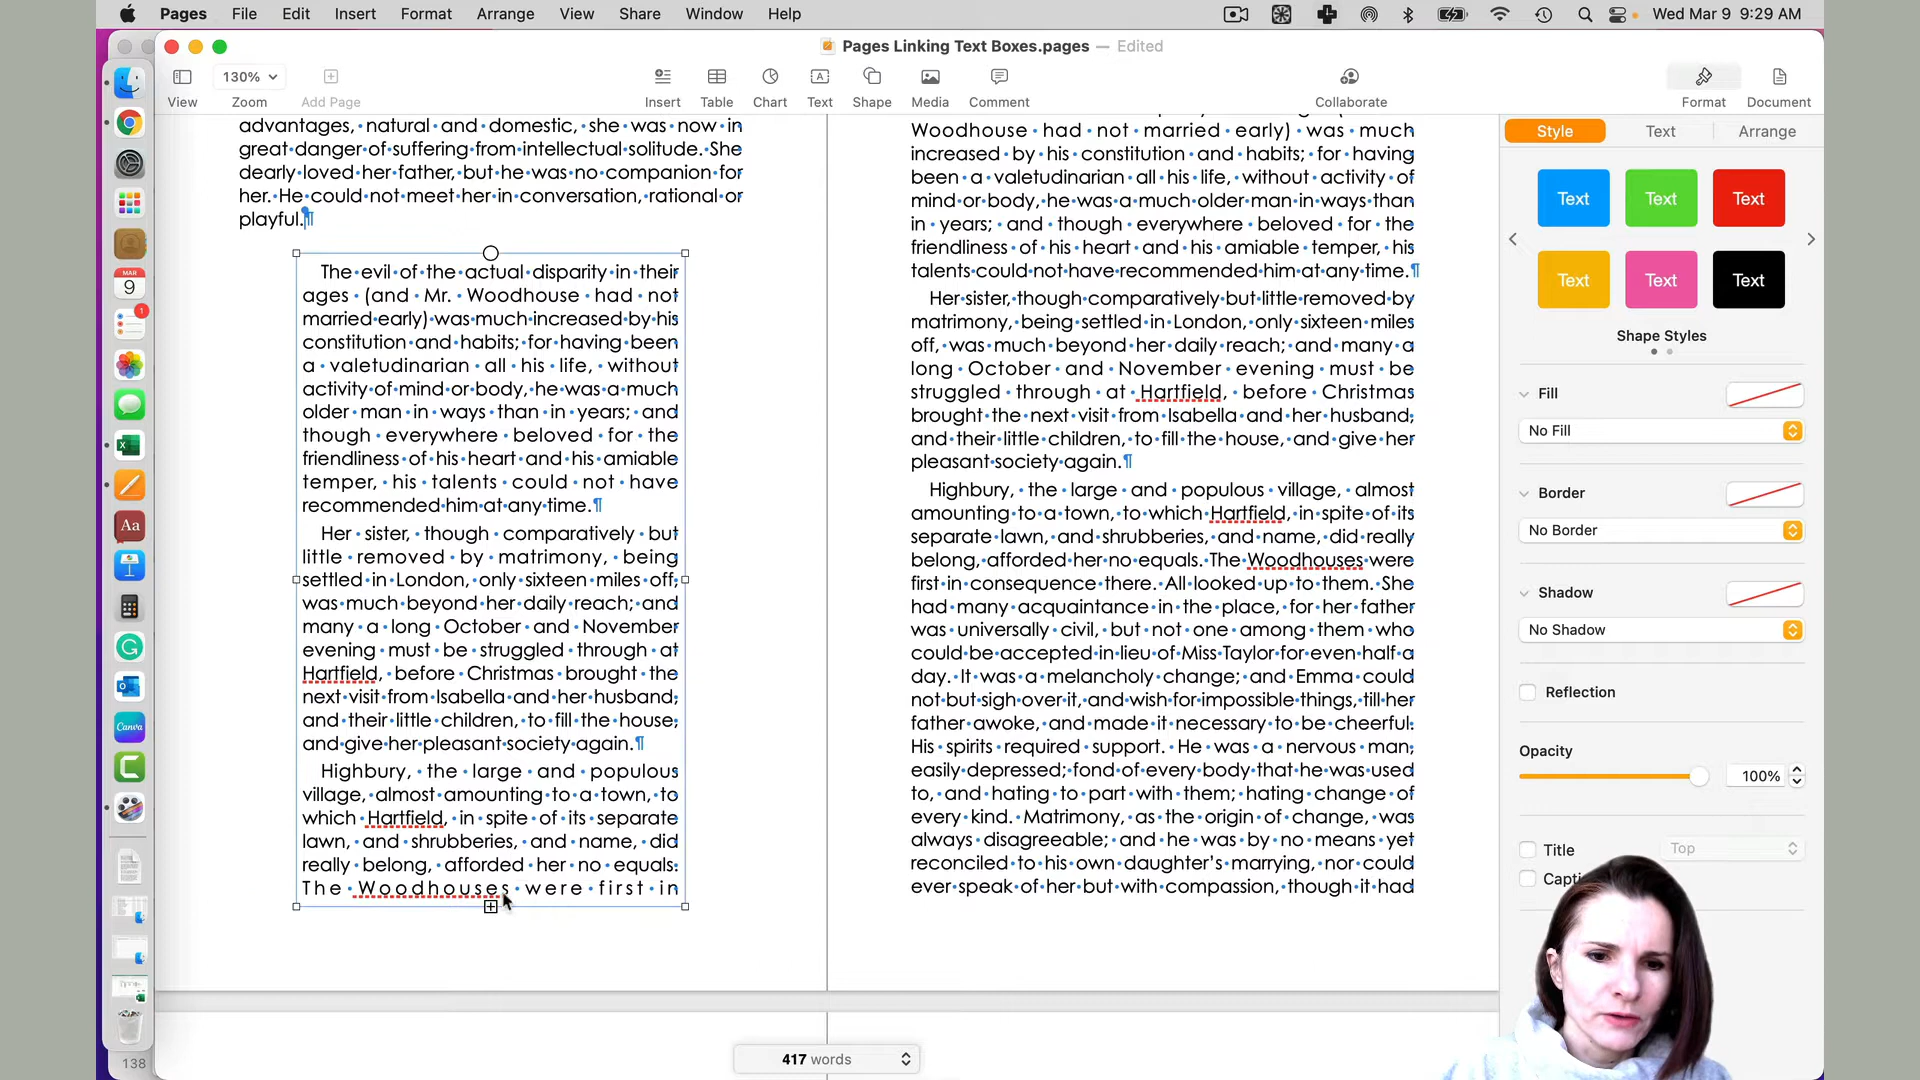 Pages File Edit Insert Format Arrange View Share Window Help
Wed Mar 9 9:29 AM
Pages Linking Text Boxes.pages — Edited
130%
View Zoom Add Page Insert Table Chart Text Shape Media Comment Collaborate Format Document
advantages, natural and domestic, she was now in
great danger of suffering from intellectual solitude. She
dearly loved her father, but he was no companion for
her. He could not meet her in conversation, rational or
playful.¶
The evil of the actual disparity in their
ages (and Mr. Woodhouse had not
married early) was much increased by his
constitution and habits; for having been
a valetudinarian all his life, without
activity of mind or body, he was a much
older man in ways than in years; and
though everywhere beloved for the
friendliness of his heart and his amiable
temper, his talents could not have
recommended him at any time.¶
Her sister, though comparatively but
little removed by matrimony, being
settled in London, only sixteen miles off,
was much beyond her daily reach; and
many a long October and November
evening must be struggled through at
Hartfield, before Christmas brought the
next visit from Isabella and her husband,
and their little children, to fill the house,
and give her pleasant society again.¶
Highbury, the large and populous
village, almost amounting to a town, to
which Hartfield, in spite of its separate
lawn, and shrubberies, and name, did
really belong, afforded her no equals.
The Woodhouses were first in
Woodhouse had not married early) was much
increased by his constitution and habits; for having
been a valetudinarian all his life, without activity of
mind or body, he was a much older man in ways than
in years; and though everywhere beloved for the
friendliness of his heart and his amiable temper, his
talents could not have recommended him at any time.¶
Her sister, though comparatively but little removed by
matrimony, being settled in London, only sixteen miles
off, was much beyond her daily reach; and many a
long October and November evening must be
struggled through at Hartfield, before Christmas
brought the next visit from Isabella and her husband,
and their little children, to fill the house, and give her
pleasant society again.¶
Highbury, the large and populous village, almost
amounting to a town, to which Hartfield, in spite of its
separate lawn, and shrubberies, and name, did really
belong, afforded her no equals. The Woodhouses were
first in consequence there. All looked up to them. She
had many acquaintance in the place, for her father
was universally civil, but not one among them who
could be accepted in lieu of Miss Taylor for even half a
day. It was a melancholy change; and Emma could
not but sigh over it, and wish for impossible things, till her
father awoke, and made it necessary to be cheerful.
His spirits required support. He was a nervous man,
easily depressed; fond of every body that he was used
to, and hating to part with them; hating change of
every kind. Matrimony, as the origin of change, was
always disagreeable; and he was by no means yet
reconciled to his own daughter's marrying, nor could
ever speak of her but with compassion, though it had
417 words
Style Text Arrange
Text Text Text
Text Text Text
Shape Styles
Fill
No Fill
Border
No Border
Shadow
No Shadow
Reflection
Opacity
100%
Title Top
MAR
9
1
Aa
Canva
138